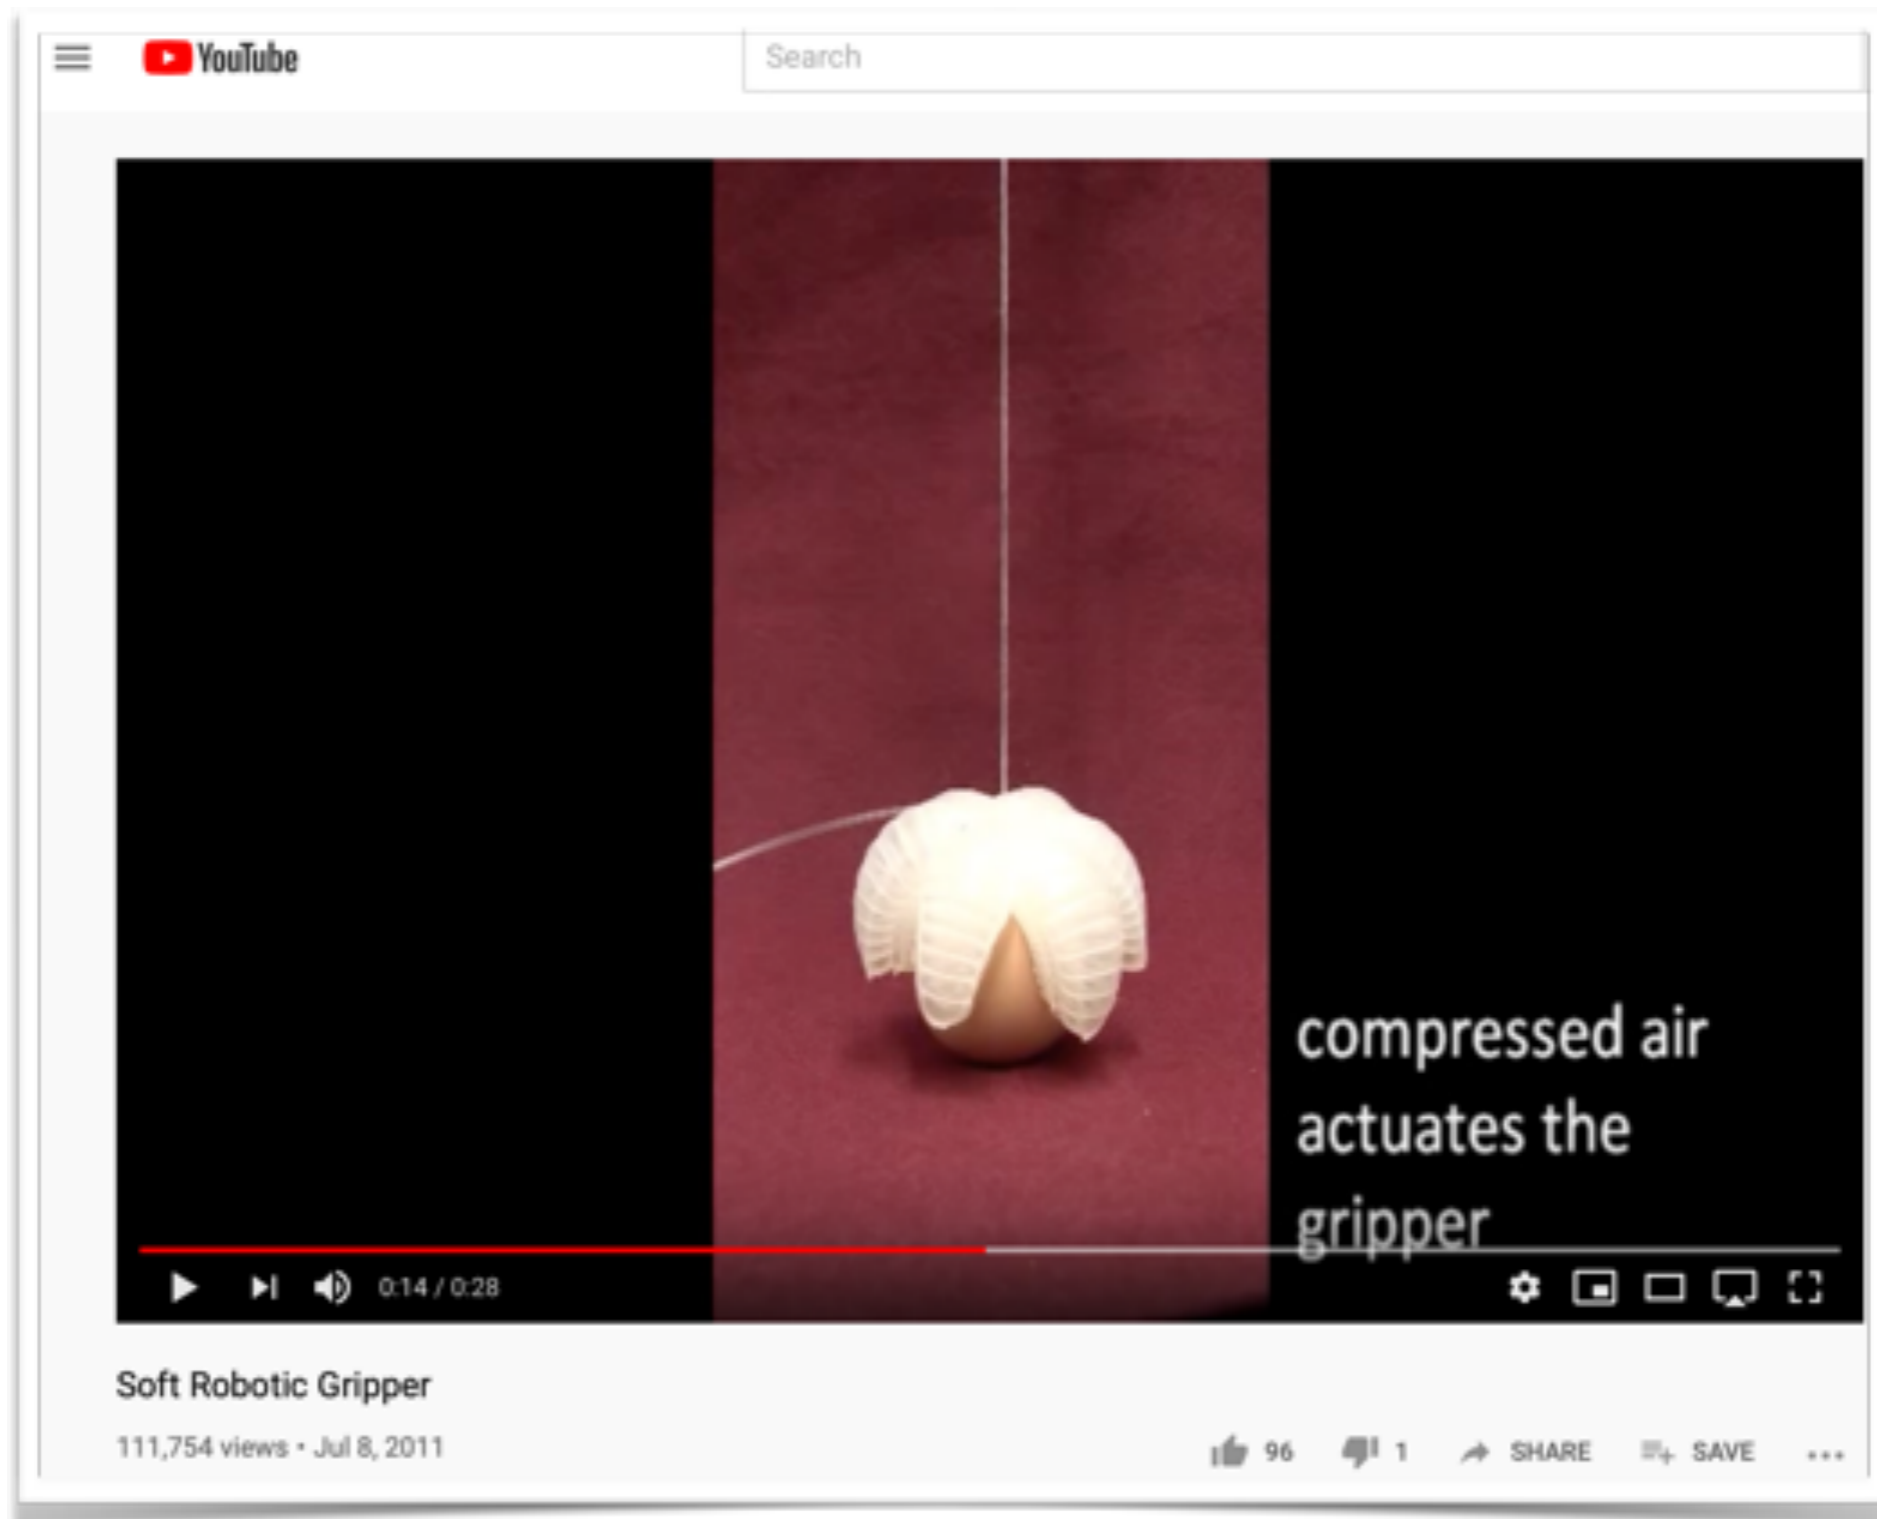 YouTube
Search
compressed air
actuates the
gripper
0:14 / 0:28
Soft Robotic Gripper
111,754 views • Jul 8, 2011
96 1 SHARE SAVE